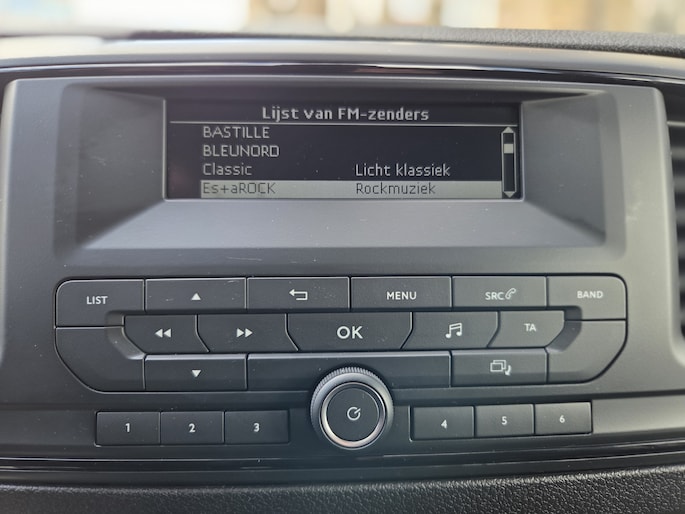 Lijst van FM-zenders
BASTILLE
BLEUNORD
Classic Licht klassiek
Es+aROCK Rockmuziek
LIST
MENU
SRC
BAND
OK
TA
1
2
3
4
5
6